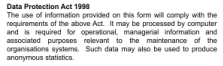 Data Protection Act 1998
The use of information provided on this form will comply with the
requirements of the above Act. It may be processed by computer
and is required for operational, managerial information and
associated purposes relevant to the maintenance of the
organisations systems. Such data may also be used to produce
anonymous statistics.